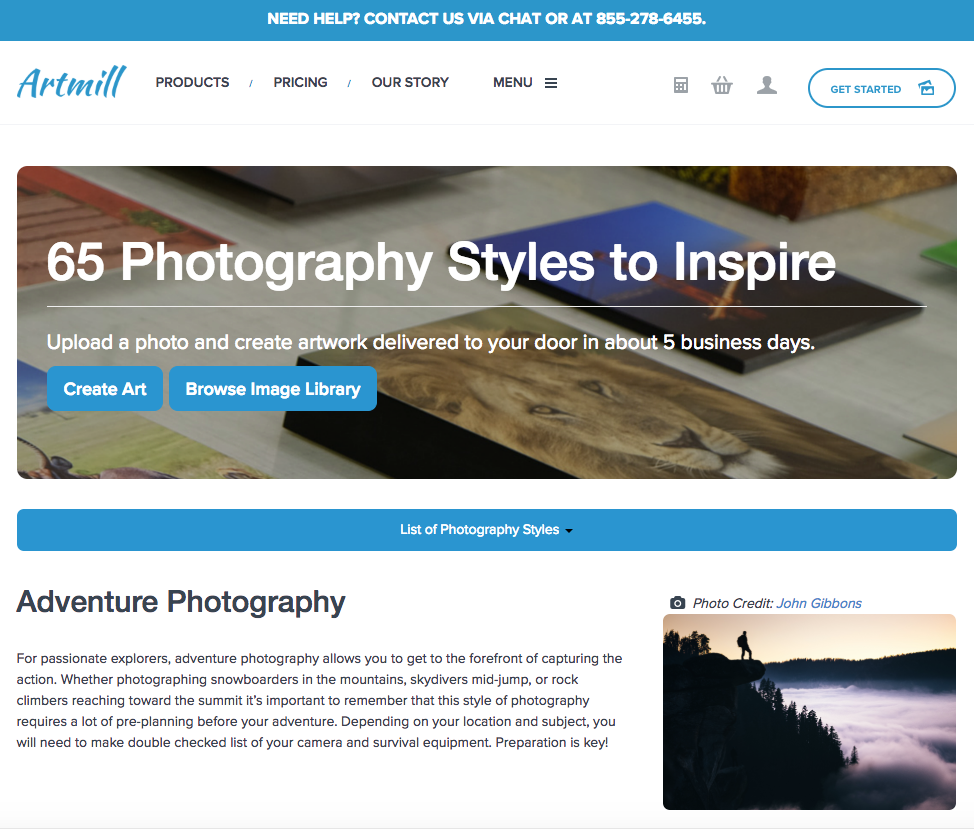 NEED HELP? CONTACT US VIA CHAT OR AT 855-278-6455.
Artmill
PRODUCTS / PRICING / OUR STORY MENU
GET STARTED
65 Photography Styles to Inspire
Upload a photo and create artwork delivered to your door in about 5 business days.
Create Art Browse Image Library
List of Photography Styles
Adventure Photography
Photo Credit: John Gibbons
For passionate explorers, adventure photography allows you to get to the forefront of capturing the
action. Whether photographing snowboarders in the mountains, skydivers mid-jump, or rock
climbers reaching toward the summit it’s important to remember that this style of photography
requires a lot of pre-planning before your adventure. Depending on your location and subject, you
will need to make double checked list of your camera and survival equipment. Preparation is key!